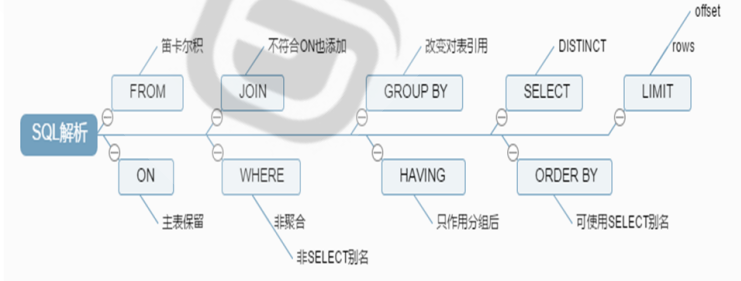 offset
笛卡尔积
不符合ON也添加
改变对表引用
DISTINCT
rows
FROM
JOIN
GROUP BY
SELECT
LIMIT
SQL解析
ON
WHERE
HAVING
ORDER BY
主表保留
非聚合
只作用分组后
可使用SELECT别名
非SELECT别名